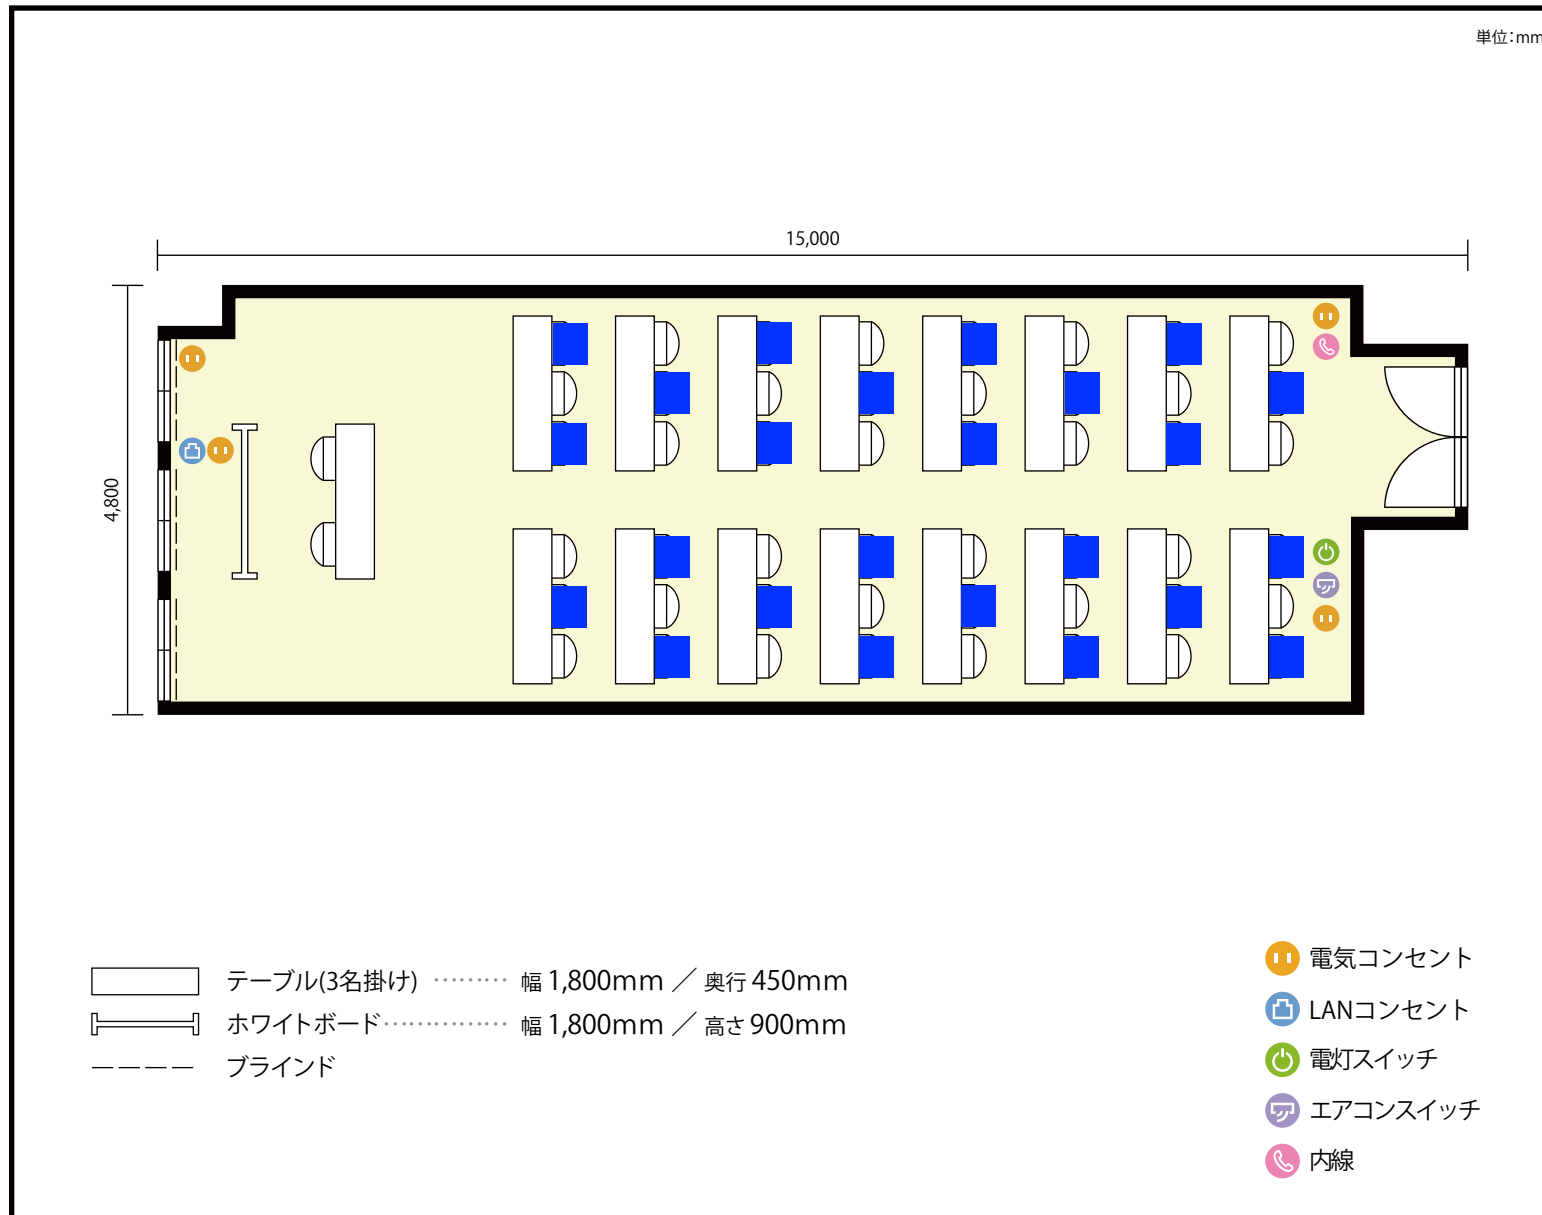 単位：mm
15,000
4,800
テーブル(3名掛け) ········· 幅 1,800mm ／ 奥行 450mm
ホワイトボード ·············· 幅 1,800mm ／ 高さ 900mm
ブラインド
電気コンセント
LANコンセント
電灯スイッチ
エアコンスイッチ
内線